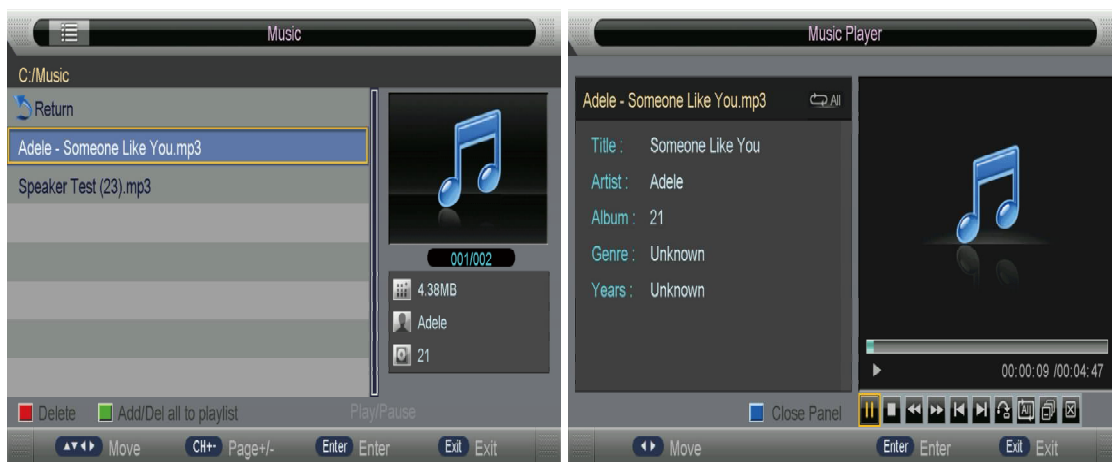 Music
C:/Music
Return
Adele - Someone Like You.mp3
Speaker Test (23).mp3
001/002
4.38MB
Adele
21
Delete Add/Del all to playlist Play/Pause
Move CH+- Page+/- Enter Enter Exit Exit
Music Player
Adele - Someone Like You.mp3 All
Title : Someone Like You
Artist : Adele
Album : 21
Genre : Unknown
Years : Unknown
00:00:09 /00:04:47
Close Panel All
Move Enter Enter Exit Exit